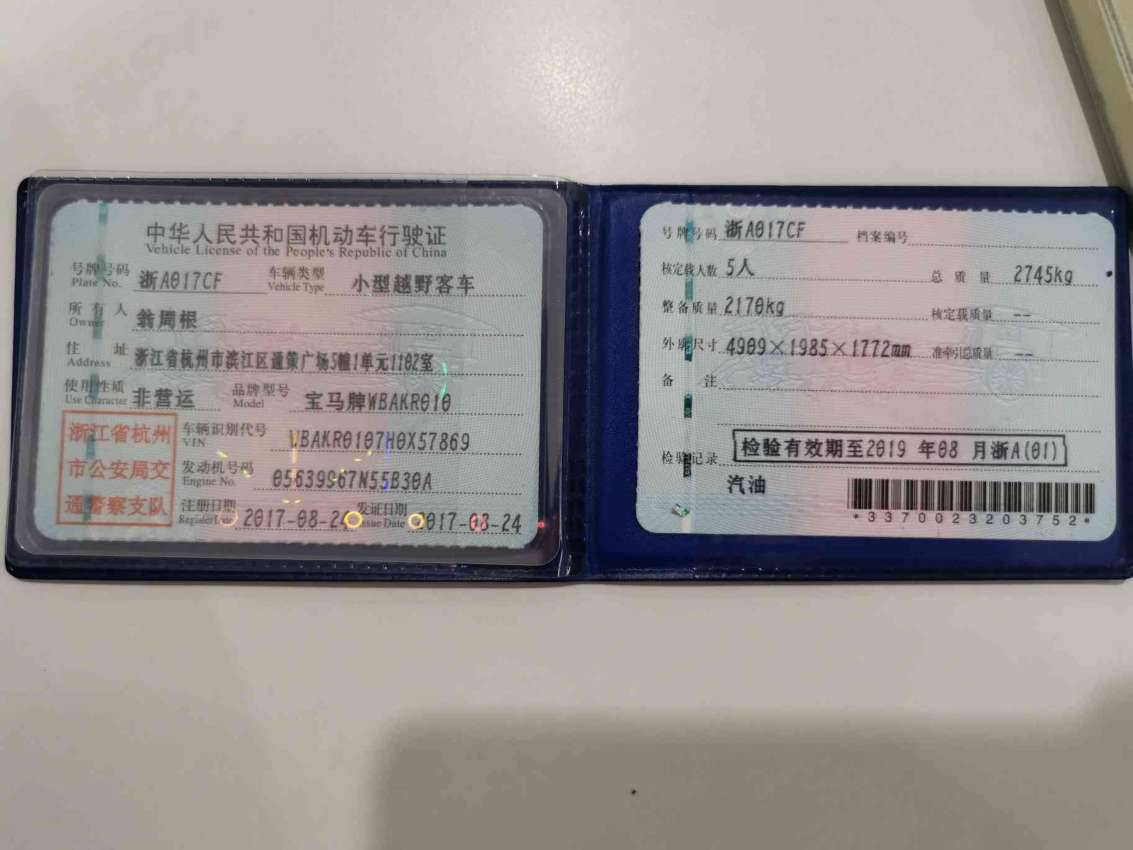 中华人民共和国机动车行驶证
Vehicle License of the People's Republic of China
号牌号码 浙A017CF 车辆类型 小型越野客车
Plate No. Vehicle Type
所有人 翁周根
Owner
住址 浙江省杭州市滨江区通策广场5幢1单元1102室
Address
使用性质 非营运 品牌型号 宝马牌WBAKR010
Use Character Model
浙江省杭州
市公安局交
通警察支队
车辆识别代号 WBAKR0107H0X57869
VIN
发动机号码 05639967N55B30A
Engine No.
注册日期 2017-08-24 发证日期 2017-08-24
Register Date Issue Date
号牌号码 浙A017CF 档案编号
核定载人数 5人 总质量 2745kg
整备质量 2170kg 核定载质量 --
外廓尺寸 4909×1985×1772mm 准牵引总质量 --
备注
检验记录 检验有效期至2019 年08 月浙A(01)
汽油
*3370023203752*